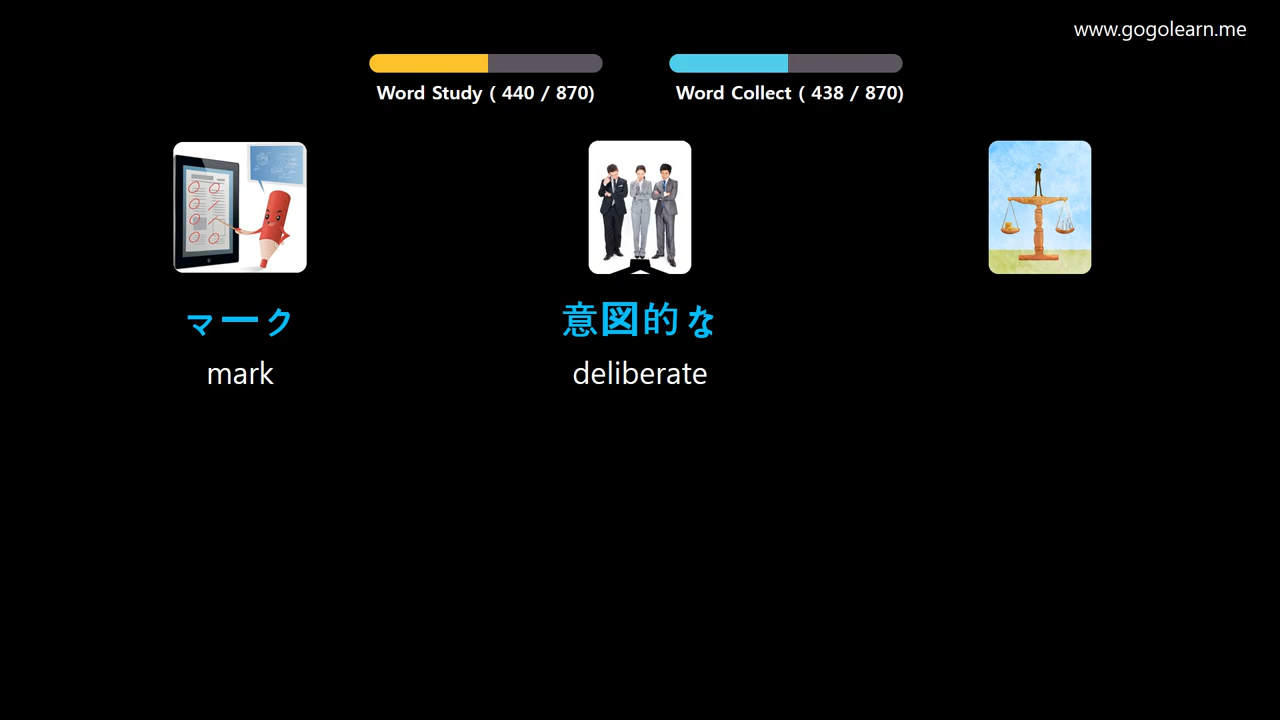 www.gogolearn.me
Word Study ( 440 / 870)
Word Collect ( 438 / 870)
マーク
mark
意図的な
deliberate